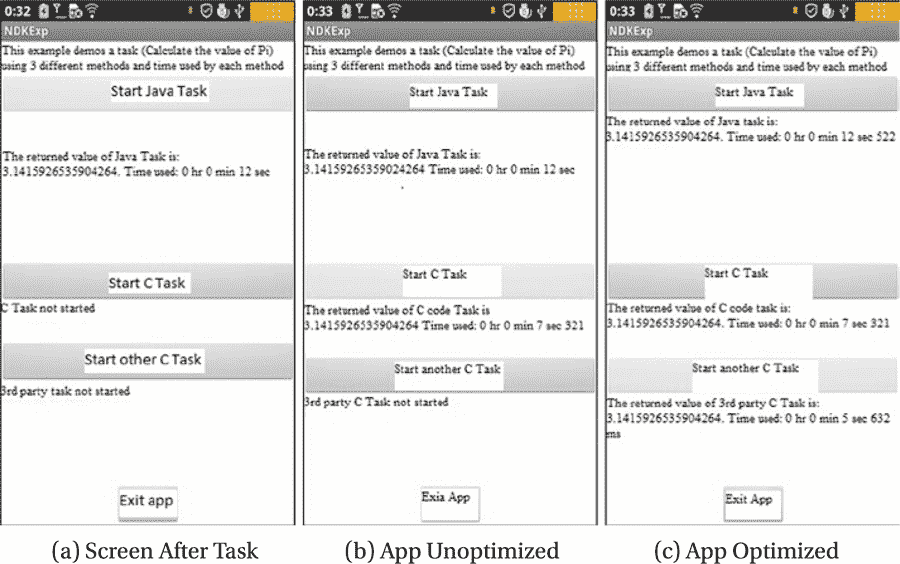 0:32
NDKExp
This example demos a task (Calculate the value of Pi)
using 3 different methods and time used by each method
Start Java Task
The returned value of Java Task is:
3.1415926535904264. Time used: 0 hr 0 min 12 sec
Start C Task
C Task not started
Start other C Task
3rd party task not started
Exit app
(a) Screen After Task
0:33
NDKExp
This example demos a task (Calculate the value of Pi)
using 3 different methods and time used by each method
Start Java Task
The returned value of Java Task is:
3.14159265359024264 Time used: 0 hr 0 min 12 sec
Start C Task
The returned value of C code Task is
3.1415926535904264 Time used: 0 hr 0 min 7 sec 321
Start another C Task
3rd party C Task not started
Exia App
(b) App Unoptimized
0:33
NDKExp
This example demos a task (Calculate the value of Pi)
using 3 different methods and time used by each method
Start Java Task
The returned value of Java task is:
3.1415926535904264. Time used: 0 hr 0 min 12 sec 522
Start C Task
The returned value of C code task is:
3.1415926535904264. Time used: 0 hr 0 min 7 sec 321
Start another C Task
The returned value of 3rd party C Task is:
3.1415926535904264. Time used: 0 hr 0 min 5 sec 632
ms
Exit App
(c) App Optimized